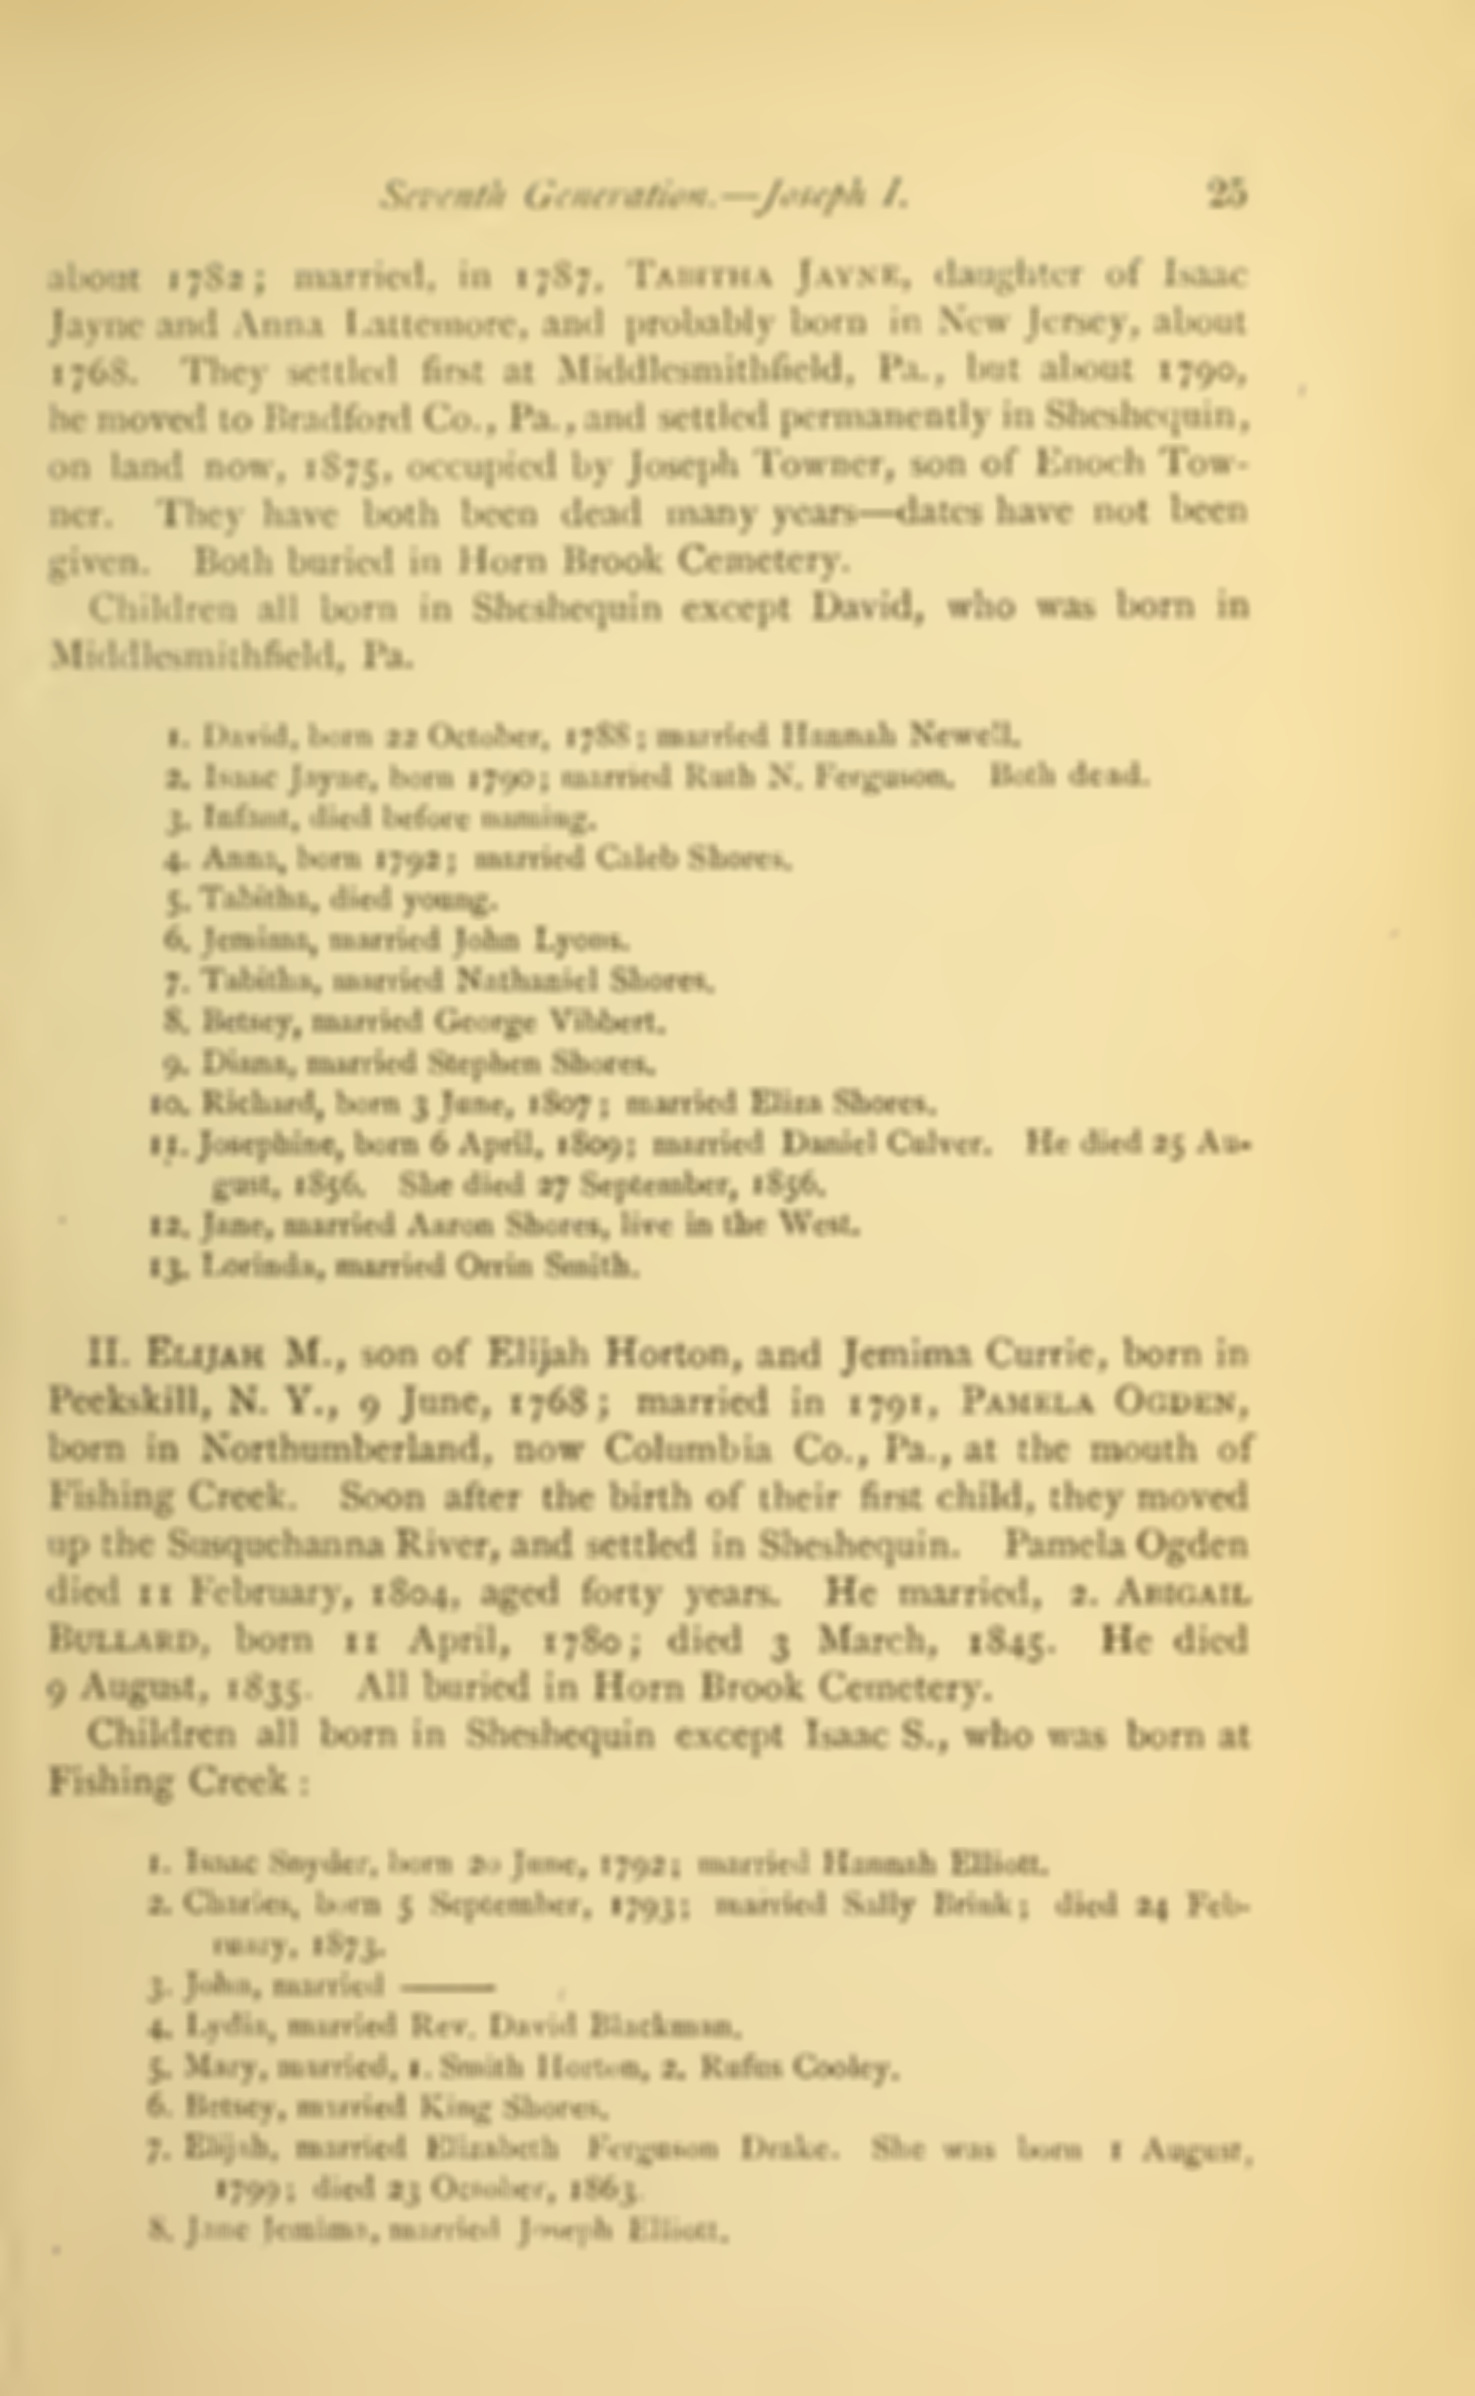 Seventh Generation.—Joseph I. 25
about 1782; married, in 1787, TABITHA JAYNE, daughter of Isaac
Jayne and Anna Lattemore, and probably born in New Jersey, about
1768. They settled first at Middlesmithfield, Pa., but about 1790,
he moved to Bradford Co., Pa., and settled permanently in Sheshequin,
on land now, 1875, occupied by Joseph Towner, son of Enoch Tow-
ner. They have both been dead many years—dates have not been
given. Both buried in Horn Brook Cemetery.
Children all born in Sheshequin except David, who was born in
Middlesmithfield, Pa.
1. David, born 22 October, 1788; married Hannah Newell.
2. Isaac Jayne, born 1790; married Ruth N. Ferguson. Both dead.
3. Infant, died before naming.
4. Anna, born 1792; married Caleb Shores.
5. Tabitha, died young.
6. Jemima, married John Lyons.
7. Tabitha, married Nathaniel Shores.
8. Betsey, married George Vibbert.
9. Diana, married Stephen Shores.
10. Richard, born 3 June, 1807; married Eliza Shores.
11. Josephine, born 6 April, 1809; married Daniel Culver. He died 25 Au-
gust, 1856. She died 27 September, 1856.
12. Jane, married Aaron Shores, live in the West.
13. Lorinda, married Orrin Smith.
II. ELIJAH M., son of Elijah Horton, and Jemima Currie, born in
Peekskill, N. Y., 9 June, 1768; married in 1791, PAMELA OGDEN,
born in Northumberland, now Columbia Co., Pa., at the mouth of
Fishing Creek. Soon after the birth of their first child, they moved
up the Susquehanna River, and settled in Sheshequin. Pamela Ogden
died 11 February, 1804, aged forty years. He married, 2. ABIGAIL
BULLARD, born 11 April, 1780; died 3 March, 1845. He died
9 August, 1835. All buried in Horn Brook Cemetery.
Children all born in Sheshequin except Isaac S., who was born at
Fishing Creek:
1. Isaac Snyder, born 20 June, 1792; married Hannah Elliott.
2. Charles, born 5 September, 1793; married Sally Brink; died 24 Feb-
ruary, 1873.
3. John, married ———
4. Lydia, married Rev. David Blackman.
5. Mary, married, 1. Smith Horton, 2. Rufus Cooley.
6. Betsey, married King Shores.
7. Elijah, married Elizabeth Ferguson Drake. She was born 1 August,
1799; died 23 October, 1863.
8. Jane Jemima, married Joseph Elliott.